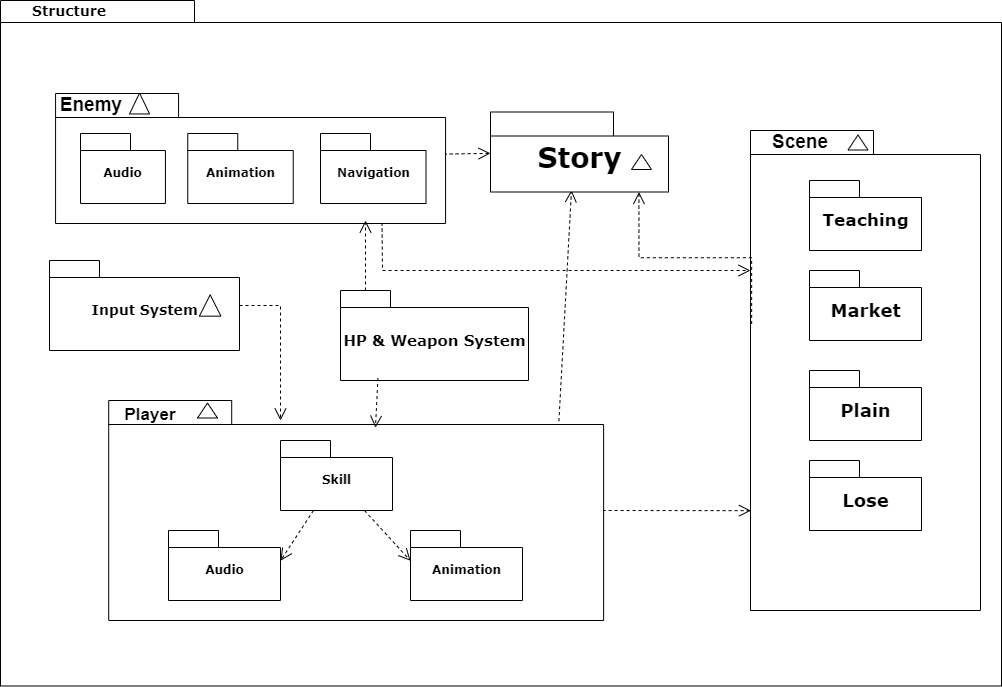 Structure
Enemy
Audio
Animation
Navigation
Story
Scene
Teaching
Market
Plain
Lose
Input System
HP & Weapon System
Player
Skill
Audio
Animation